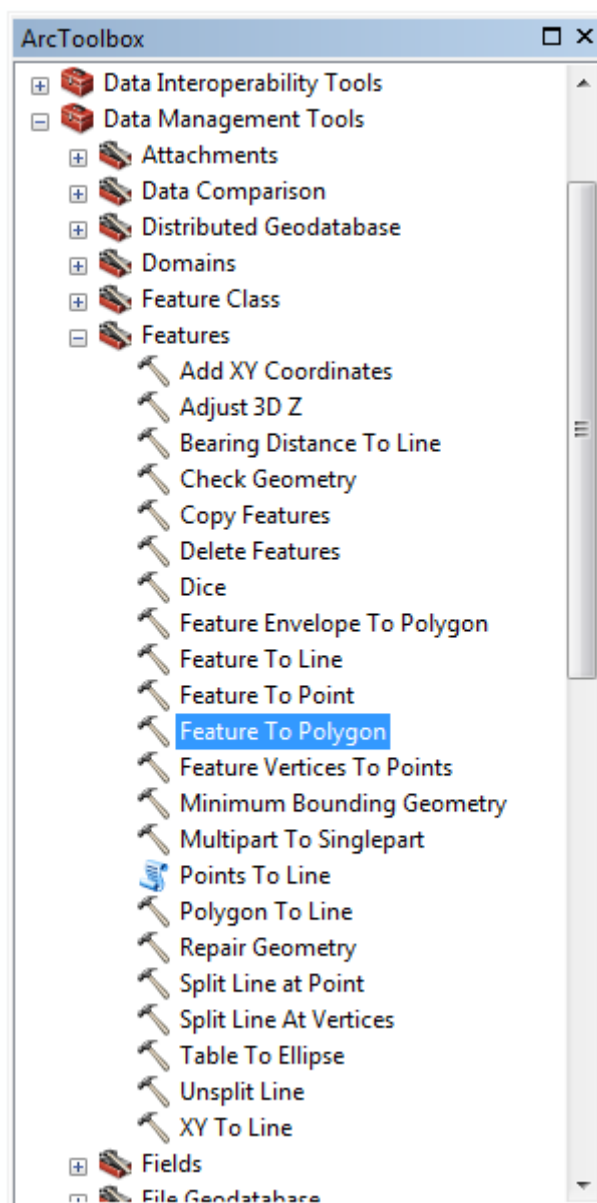 ArcToolbox
Data Interoperability Tools
Data Management Tools
Attachments
Data Comparison
Distributed Geodatabase
Domains
Feature Class
Features
Add XY Coordinates
Adjust 3D Z
Bearing Distance To Line
Check Geometry
Copy Features
Delete Features
Dice
Feature Envelope To Polygon
Feature To Line
Feature To Point
Feature To Polygon
Feature Vertices To Points
Minimum Bounding Geometry
Multipart To Singlepart
Points To Line
Polygon To Line
Repair Geometry
Split Line at Point
Split Line At Vertices
Table To Ellipse
Unsplit Line
XY To Line
Fields
File Geodatabase